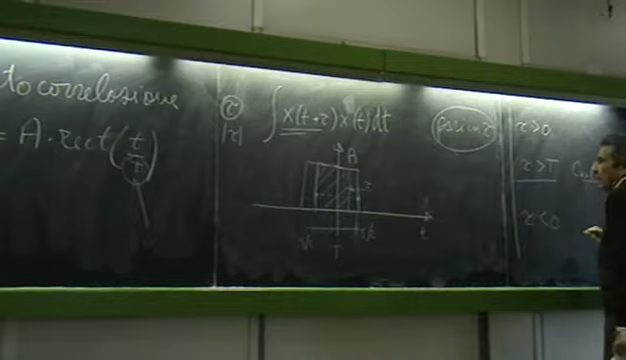 to correlazione
= A · rect(t/T)
τ
|τ|
∫ x(t+τ) x*(t) dt
A
τ
t
T
τ>0
τ>T
τ<0